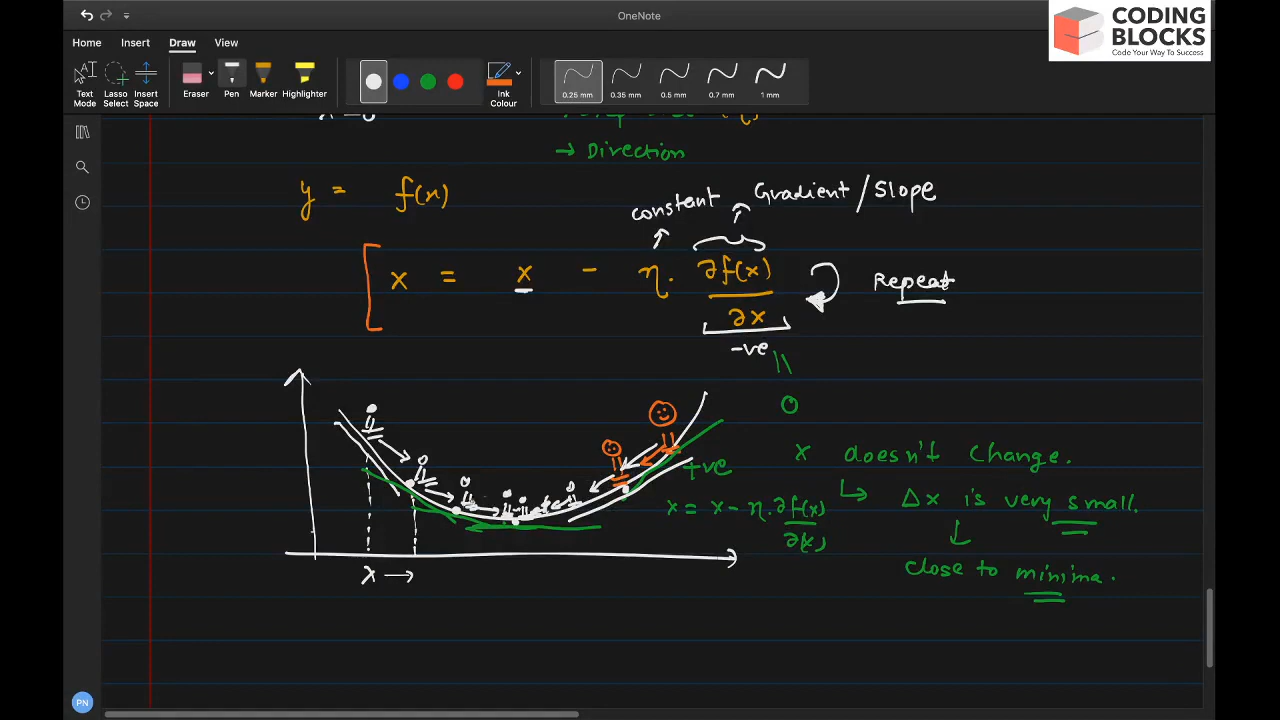 OneNote
CODING
BLOCKS
Code Your Way To Success
Home Insert Draw View
Text Mode
Lasso Select
Insert Space
Eraser
Pen
Marker
Highlighter
Ink Colour
0.25 mm
0.35 mm
0.5 mm
0.7 mm
1 mm
→ Direction
y = f(x)
constant
Gradient / Slope
x = x - η. ∂f(x)
∂x
Repeat
-ve
||
0
+ve
x doesn't change.
x = x - η. ∂f(x)
∂(x)
↳ Δx is very small.
↓
close to minima.
x →
PN